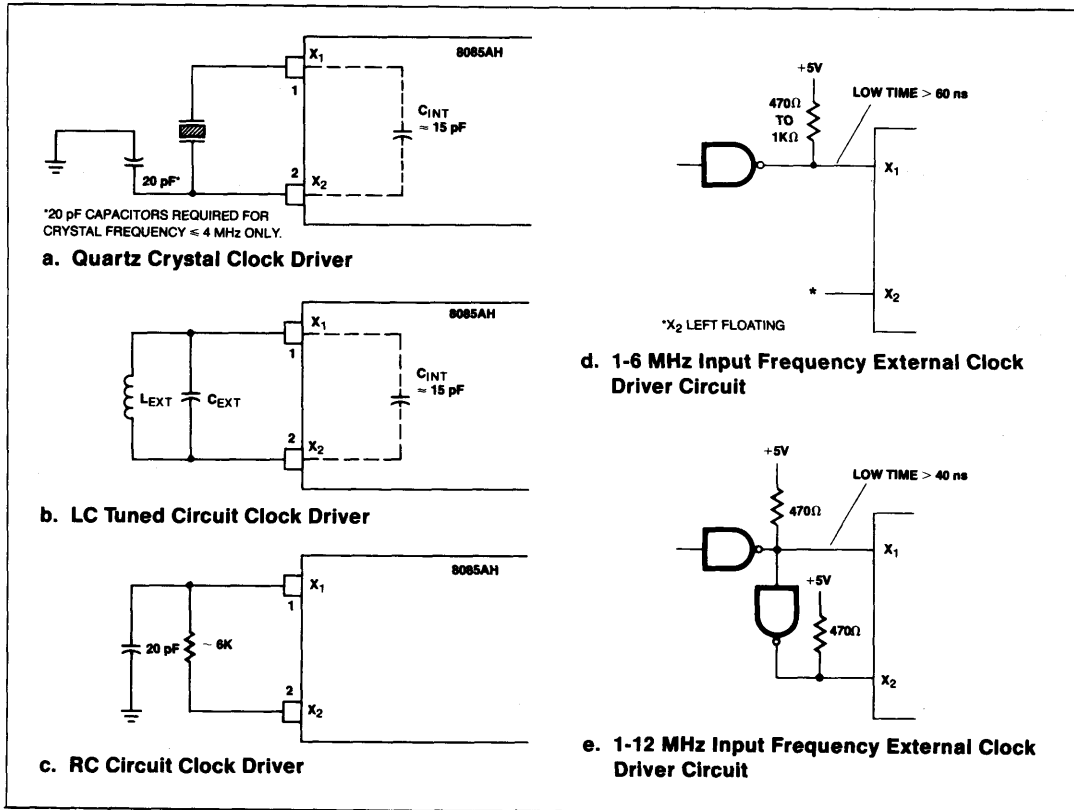 8085AH
X1
1
CINT
≈ 15 pF
20 pF*
2
X2
*20 pF CAPACITORS REQUIRED FOR
CRYSTAL FREQUENCY ≤ 4 MHz ONLY.
a. Quartz Crystal Clock Driver
8085AH
X1
1
CINT
≈ 15 pF
LEXT
CEXT
2
X2
b. LC Tuned Circuit Clock Driver
8085AH
X1
1
20 pF
~ 6K
2
X2
c. RC Circuit Clock Driver
+5V
LOW TIME > 60 ns
470Ω
TO
1KΩ
X1
*
X2
*X2 LEFT FLOATING
d. 1-6 MHz Input Frequency External Clock
Driver Circuit
+5V
LOW TIME > 40 ns
470Ω
X1
+5V
470Ω
X2
e. 1-12 MHz Input Frequency External Clock
Driver Circuit